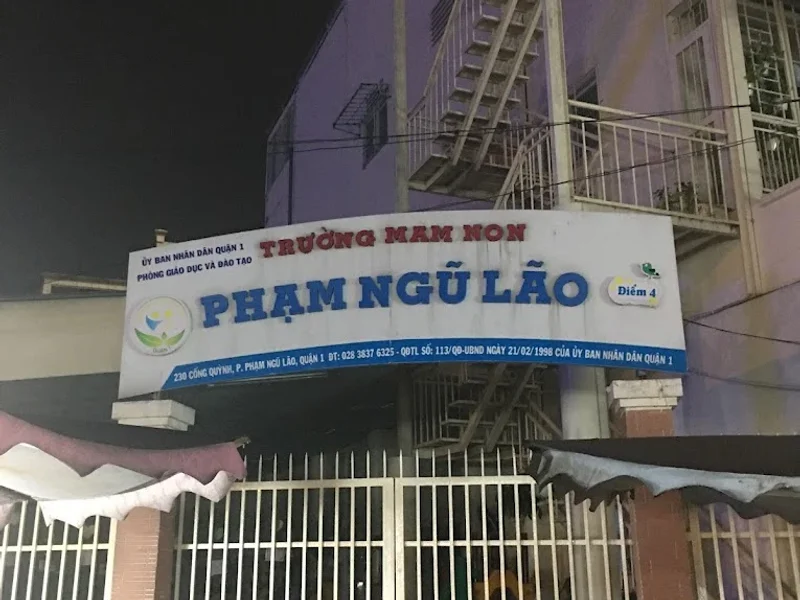 ỦY BAN NHÂN DÂN QUẬN 1
PHÒNG GIÁO DỤC VÀ ĐÀO TẠO
TRƯỜNG MAM NON
PHẠM NGŨ LÃO
Điểm 4
230 CỐNG QUỲNH, P. PHẠM NGŨ LÃO, QUẬN 1 ĐT: 028 3837 6325 - QĐTL SỐ: 113/QĐ-UBND NGÀY 21/02/1998 CỦA ỦY BAN NHÂN DÂN QUẬN 1